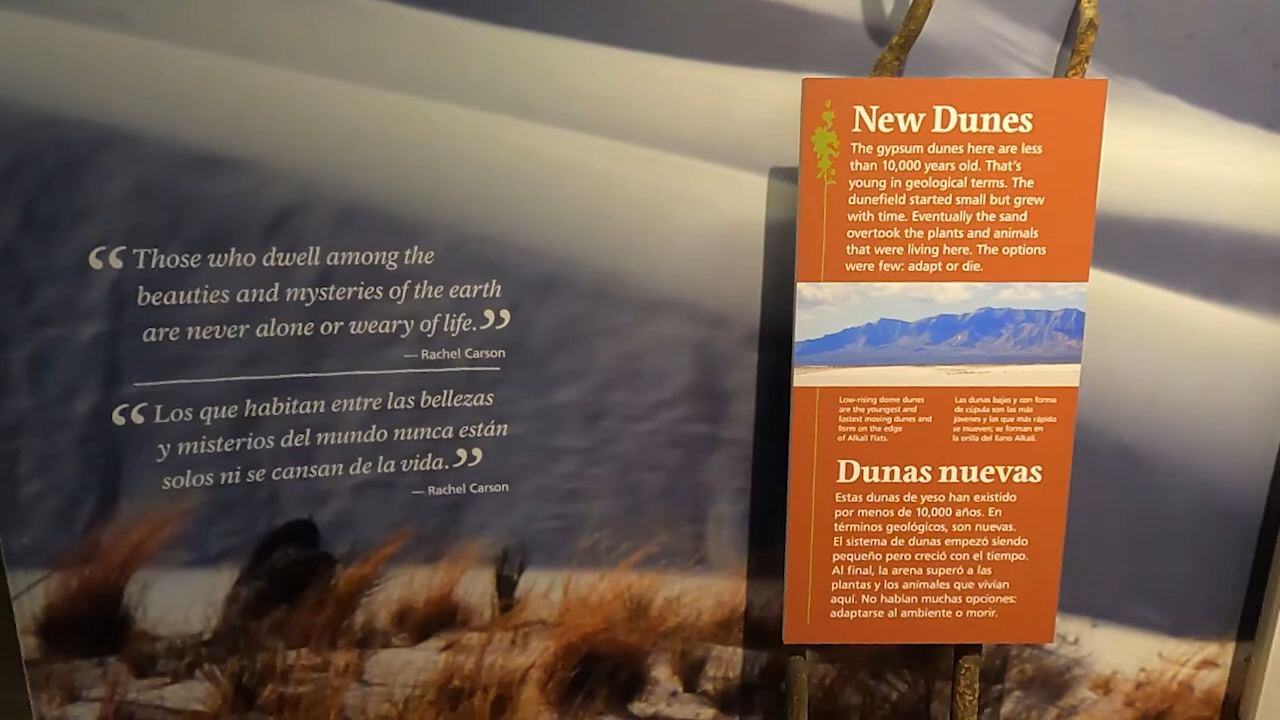 “Those who dwell among the
beauties and mysteries of the earth
are never alone or weary of life.”
— Rachel Carson
“Los que habitan entre las bellezas
y misterios del mundo nunca están
solos ni se cansan de la vida.”
— Rachel Carson
New Dunes
The gypsum dunes here are less
than 10,000 years old. That's
young in geological terms. The
dunefield started small but grew
with time. Eventually the sand
overtook the plants and animals
that were living here. The options
were few: adapt or die.
Low-rising dome dunes
are the youngest and
fastest moving dunes and
form on the edge
of Alkali Flats.
Las dunas bajas y con forma
de cúpula son las más
jóvenes y las que más rápido
se mueven; se forman en
la orilla del llano Alkali.
Dunas nuevas
Estas dunas de yeso han existido
por menos de 10,000 años. En
términos geológicos, son nuevas.
El sistema de dunas empezó siendo
pequeño pero creció con el tiempo.
Al final, la arena superó a las
plantas y los animales que vivían
aquí. No habían muchas opciones:
adaptarse al ambiente o morir.